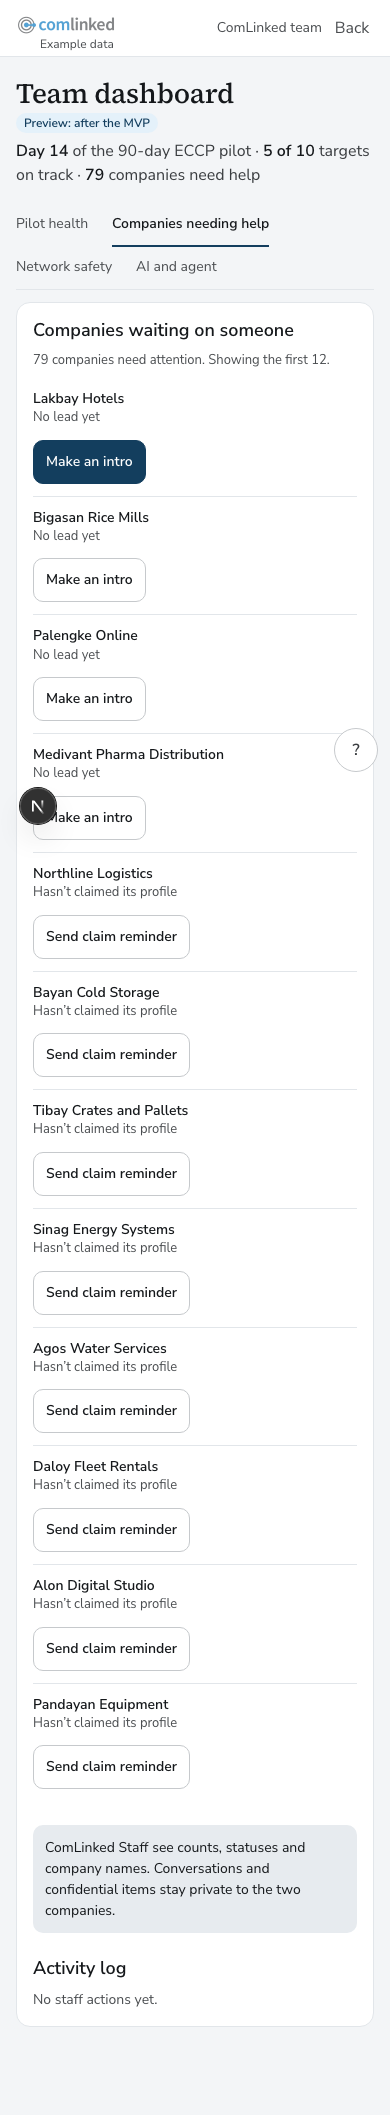 comlinked
ComLinked team
Back
Example data
Team dashboard
Preview: after the MVP
Day 14 of the 90-day ECCP pilot · 5 of 10 targets
on track · 79 companies need help
Pilot health
Companies needing help
Network safety
AI and agent
Companies waiting on someone
79 companies need attention. Showing the first 12.
Lakbay Hotels
No lead yet
Make an intro
Bigasan Rice Mills
No lead yet
Make an intro
Palengke Online
No lead yet
Make an intro
?
Medivant Pharma Distribution
No lead yet
N
Make an intro
Northline Logistics
Hasn't claimed its profile
Send claim reminder
Bayan Cold Storage
Hasn't claimed its profile
Send claim reminder
Tibay Crates and Pallets
Hasn't claimed its profile
Send claim reminder
Sinag Energy Systems
Hasn't claimed its profile
Send claim reminder
Agos Water Services
Hasn't claimed its profile
Send claim reminder
Daloy Fleet Rentals
Hasn't claimed its profile
Send claim reminder
Alon Digital Studio
Hasn't claimed its profile
Send claim reminder
Pandayan Equipment
Hasn't claimed its profile
Send claim reminder
ComLinked Staff see counts, statuses and
company names. Conversations and
confidential items stay private to the two
companies.
Activity log
No staff actions yet.